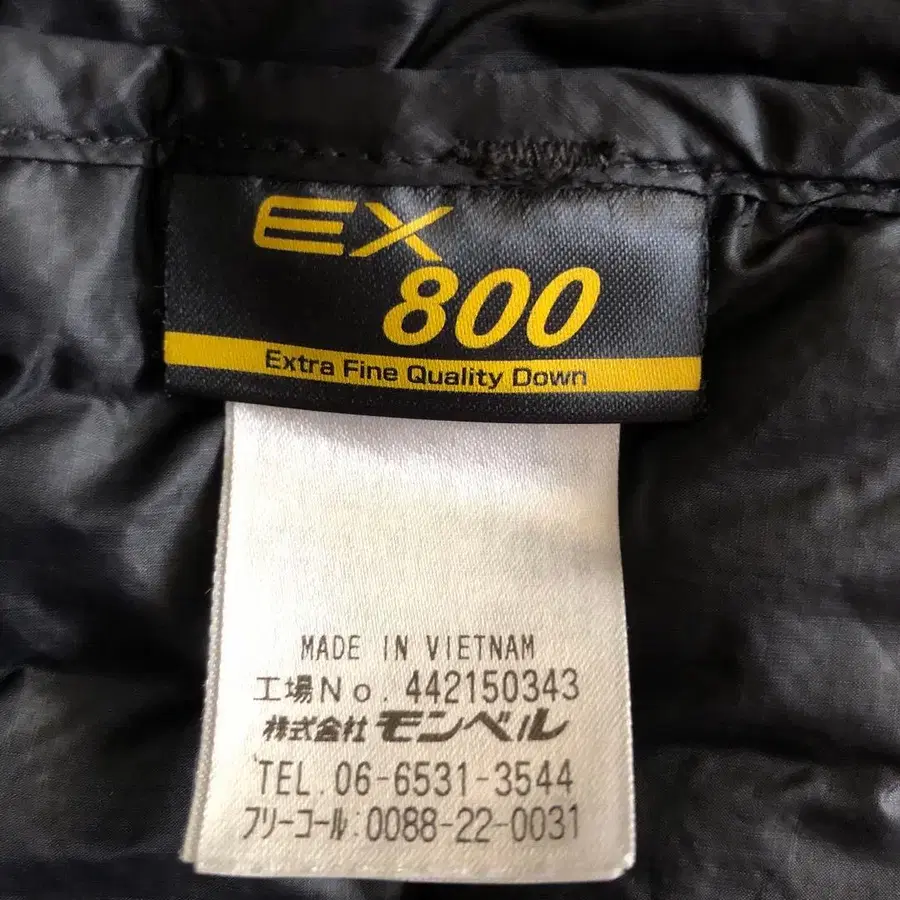 EX
800
Extra Fine Quality Down
MADE IN VIETNAM
工場No. 442150343
株式会社モンベル
TEL. 06-6531-3544
フリーコール:0088-22-0031